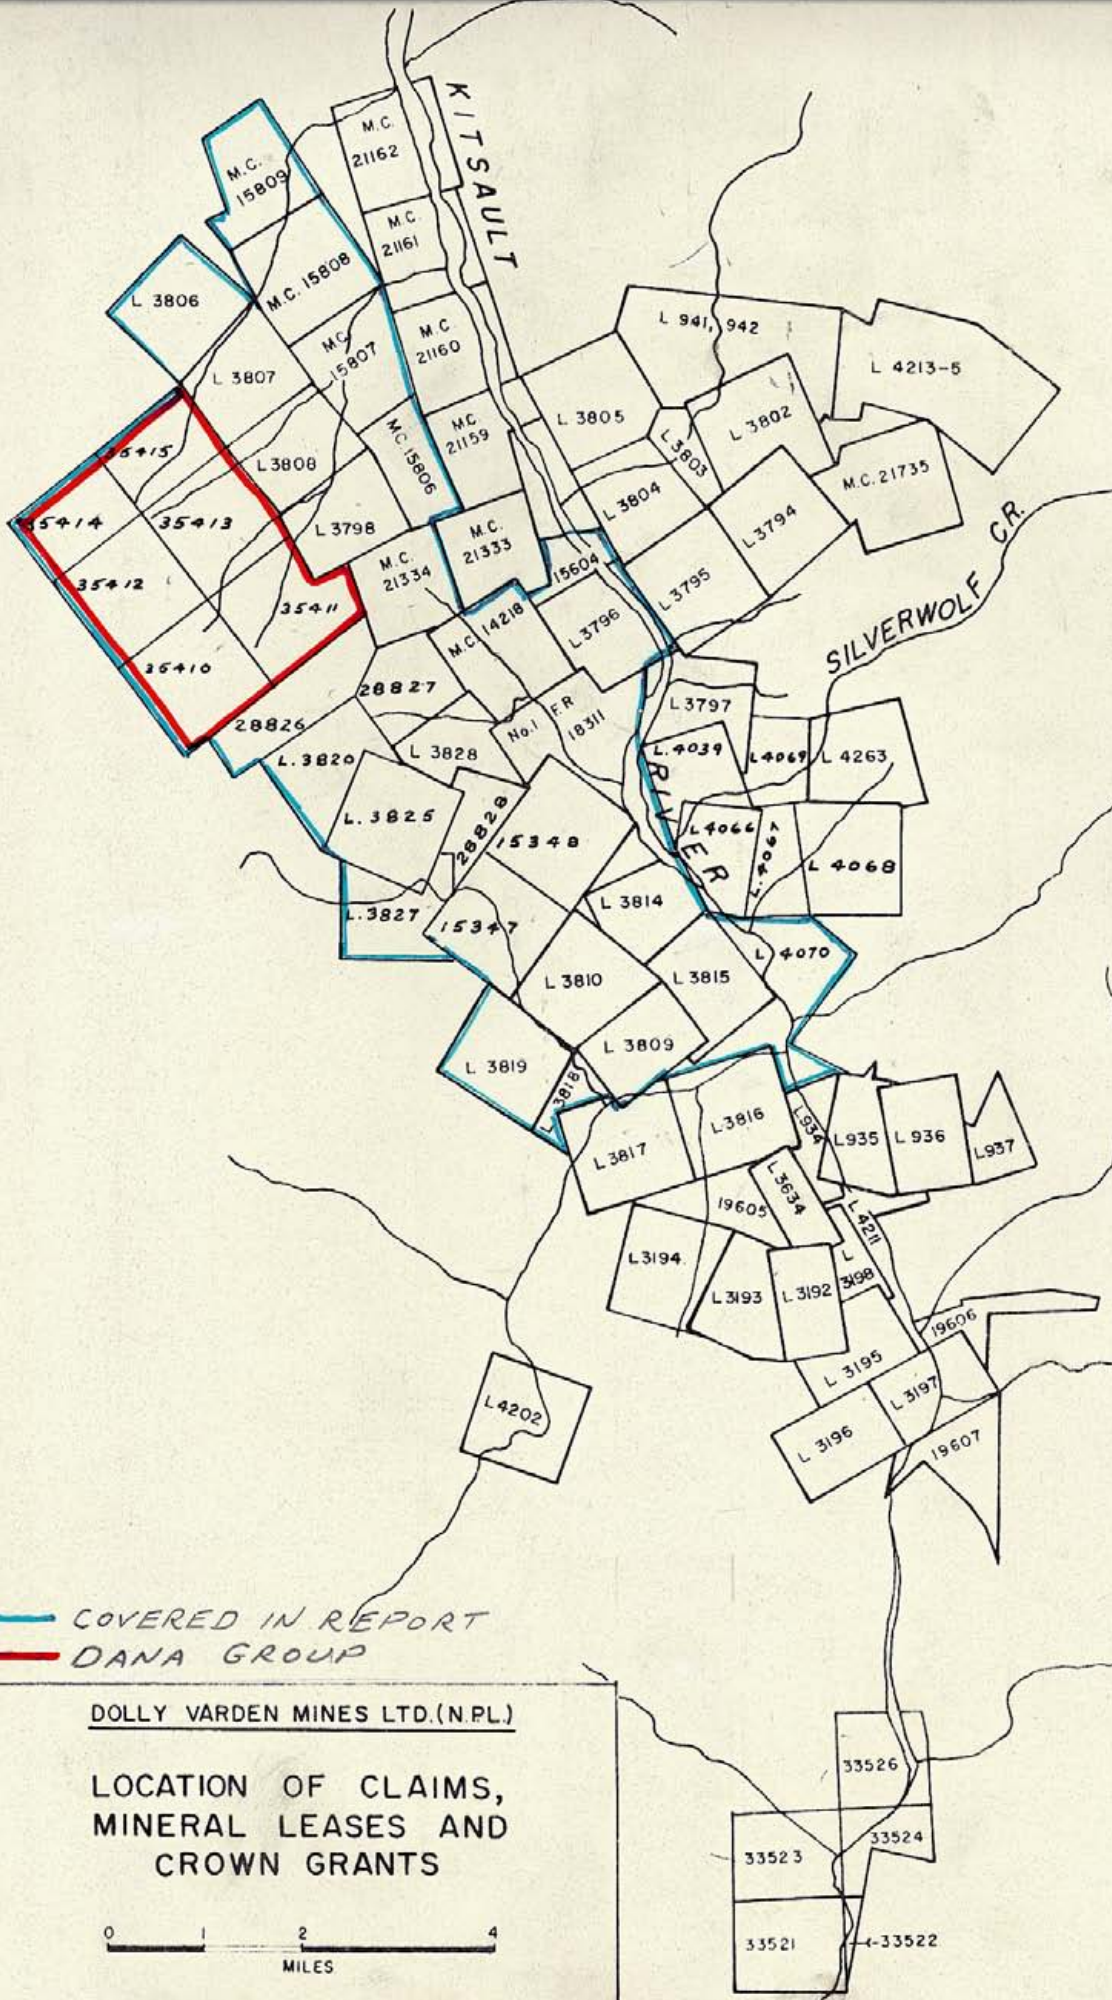 KITSAULT
M.C.
21162
M.C.
15809
M.C.
21161
M.C. 15808
L 3806
M.C.
21160
M.C.
15807
L 3807
L 941, 942
L 4213-5
L 3805
L 3802
M.C.
21159
M.C. 15806
L 3803
L 3808
35415
M.C. 21735
35414
35413
L 3798
L 3804
L 3794
M.C.
21333
M.C.
21334
15604
L 3795
CR.
SILVERWOLF
35412
35411
M.C. 14218
L 3796
35410
28827
28826
No.1 F.R
18311
L 3797
L. 3820
L 3828
L. 4039
L 4069
L 4263
RIVER
L. 3825
28828
15348
L 4066
L. 4067
L 4068
L 3814
L. 3827
15347
L 4070
L 3810
L 3815
L 3809
L 3819
L. 3818
L 3816
L 934
L 935
L 936
L 937
L 3817
L 3634
19605
L 4211
L 3194
L
3198
L 3193
L 3192
19606
L 3195
L 3197
L 4202
L 3196
19607
COVERED IN REPORT
DANA GROUP
DOLLY VARDEN MINES LTD.(N.P.L.)
LOCATION OF CLAIMS,
MINERAL LEASES AND
CROWN GRANTS
0 1 2 4
MILES
33526
33524
33523
33521
33522